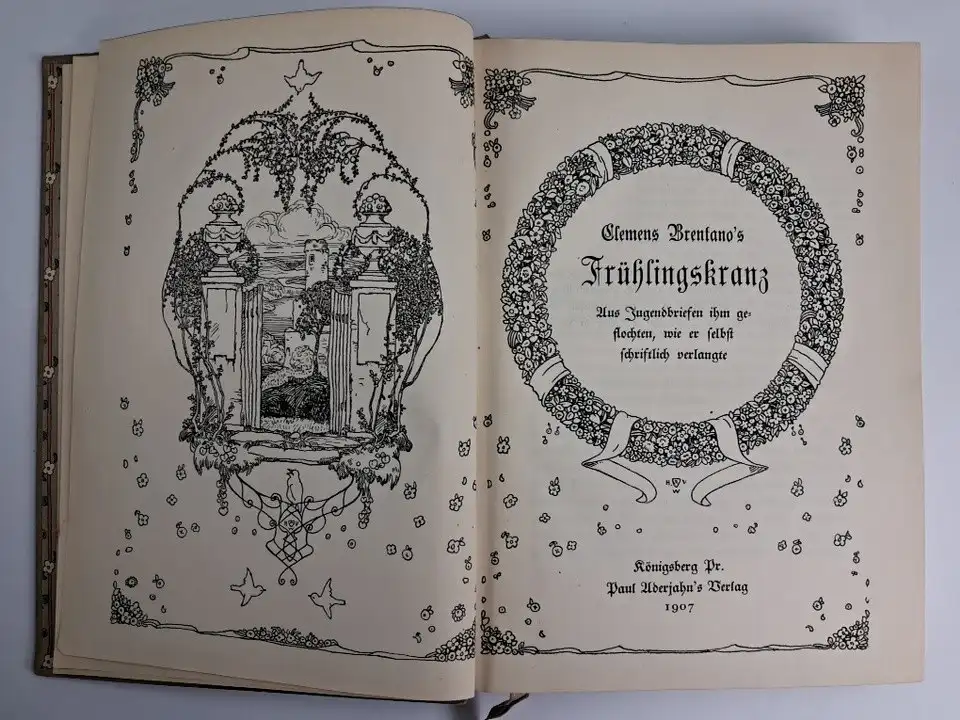 Clemens Brentano's
Frühlingskranz
Aus Jugendbriefen ihm ge-
flochten, wie er selbst
schriftlich verlangte
Königsberg Pr.
Paul Aderjahn's Verlag
1907